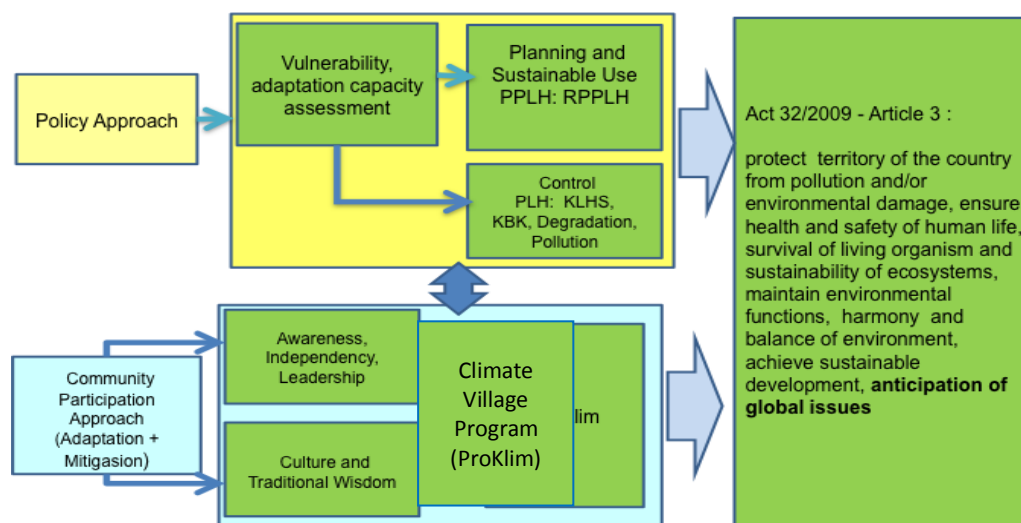 Policy Approach
Vulnerability,
adaptation capacity
assessment
Planning and
Sustainable Use
PPLH: RPPLH
Control
PLH: KLHS,
KBK, Degradation,
Pollution
Community
Participation
Approach
(Adaptation +
Mitigasion)
Awareness,
Independency,
Leadership
Culture and
Traditional Wisdom
Climate
Village
Program
(ProKlim)
lim
Act 32/2009 - Article 3 :
protect territory of the country
from pollution and/or
environmental damage, ensure
health and safety of human life,
survival of living organism and
sustainability of ecosystems,
maintain environmental
functions, harmony and
balance of environment,
achieve sustainable
development, anticipation of
global issues